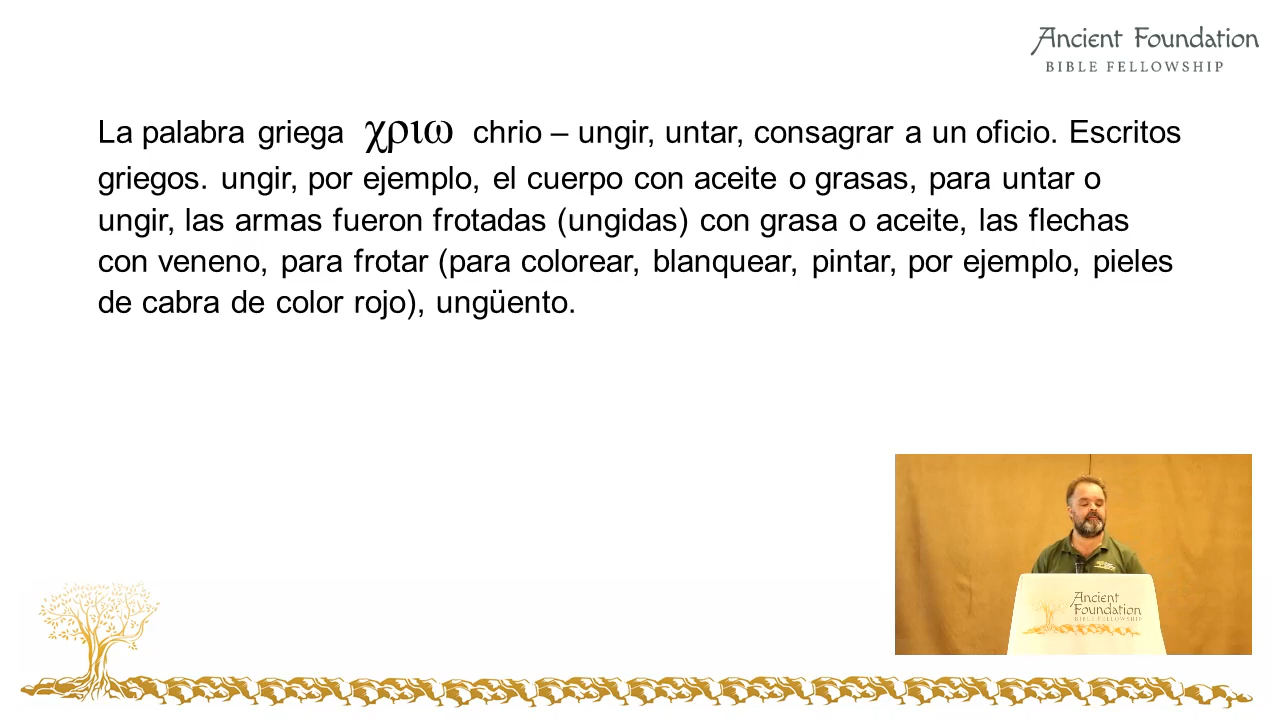 Ancient Foundation
BIBLE FELLOWSHIP
La palabra griega χριω chrio – ungir, untar, consagrar a un oficio. Escritos
griegos. ungir, por ejemplo, el cuerpo con aceite o grasas, para untar o
ungir, las armas fueron frotadas (ungidas) con grasa o aceite, las flechas
con veneno, para frotar (para colorear, blanquear, pintar, por ejemplo, pieles
de cabra de color rojo), ungüento.
Ancient
Foundation
BIBLE FELLOWSHIP